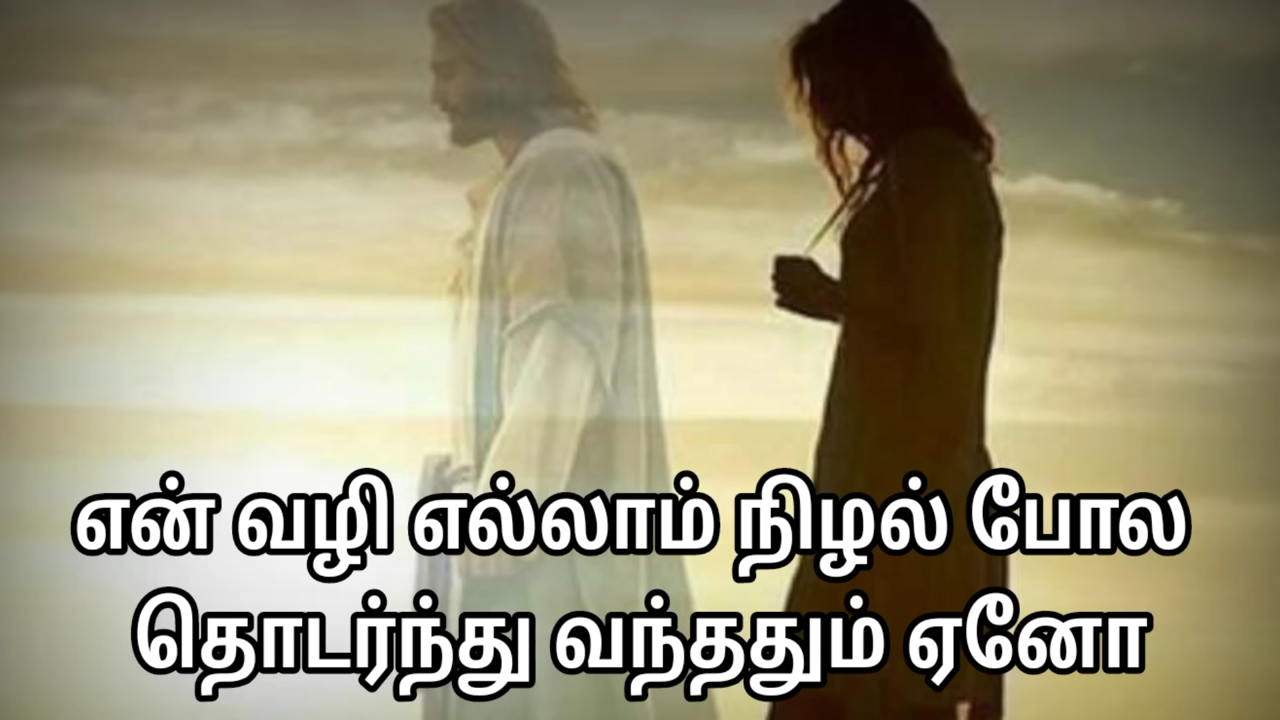 என் வழி எல்லாம் நிழல் போல
தொடர்ந்து வந்ததும் ஏனோ